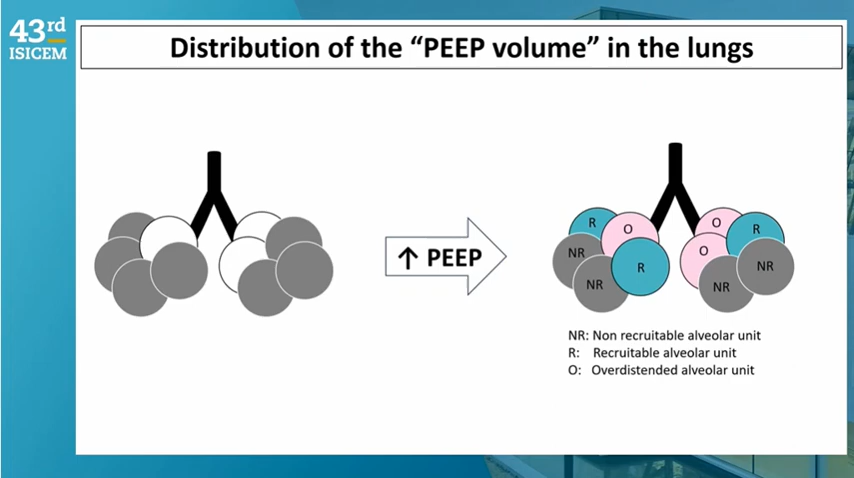 43rd
ISICEM
Distribution of the “PEEP volume” in the lungs
↑ PEEP
R
O
NR
R
NR
O
R
O
NR
NR
NR: Non recruitable alveolar unit
R: Recruitable alveolar unit
O: Overdistended alveolar unit